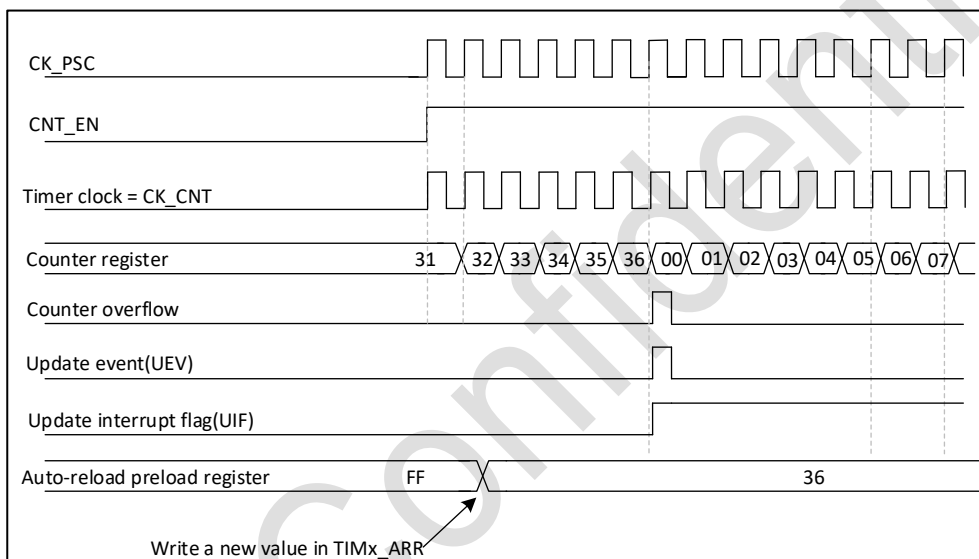 CK_PSC
CNT_EN
Timer clock = CK_CNT
Counter register 31 32 33 34 35 36 00 01 02 03 04 05 06 07
Counter overflow
Update event(UEV)
Update interrupt flag(UIF)
Auto-reload preload register FF 36
Write a new value in TIMx_ARR
Confident